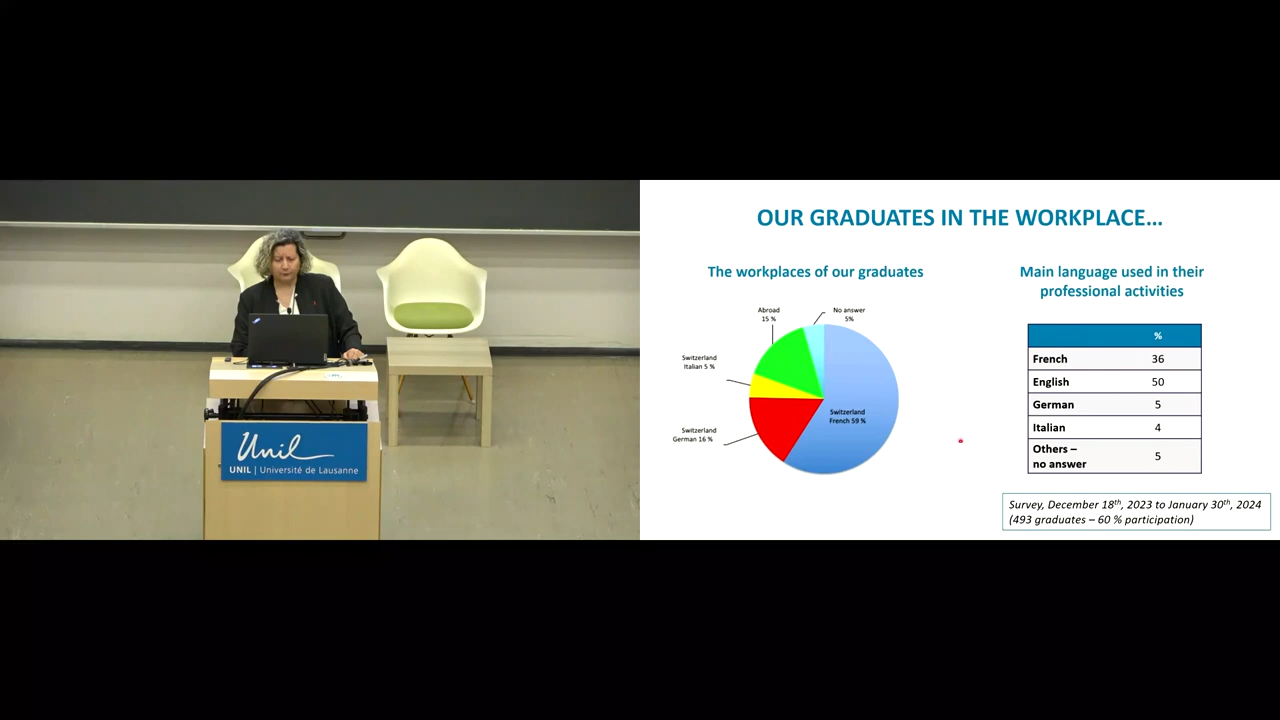 Unil
UNIL | Université de Lausanne
OUR GRADUATES IN THE WORKPLACE...
The workplaces of our graduates
Abroad
15 %
No answer
5%
Switzerland
Italian 5 %
Switzerland
French 59 %
Switzerland
German 16 %
Main language used in their
professional activities
%
French 36
English 50
German 5
Italian 4
Others –
no answer 5
Survey, December 18th, 2023 to January 30th, 2024
(493 graduates – 60 % participation)